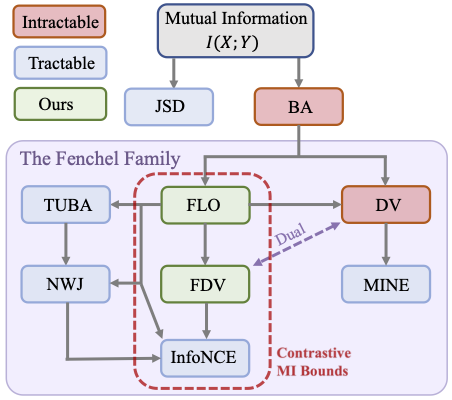 Intractable
Tractable
Ours
Mutual Information
I(X; Y)
JSD
BA
The Fenchel Family
TUBA
FLO
DV
Dual
NWJ
FDV
MINE
InfoNCE
Contrastive
MI Bounds